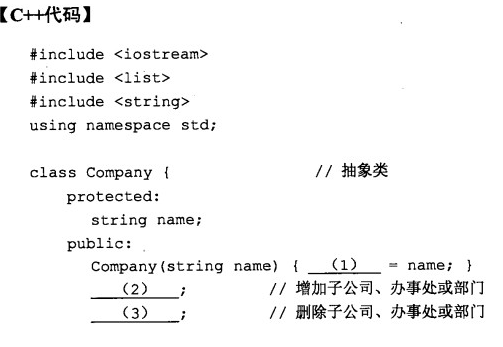 【C++代码】
#include <iostream>
#include <list>
#include <string>
using namespace std;
class Company { // 抽象类
protected:
string name;
public:
Company(string name) { (1) = name; }
(2) ; // 增加子公司、办事处或部门
(3) ; // 删除子公司、办事处或部门